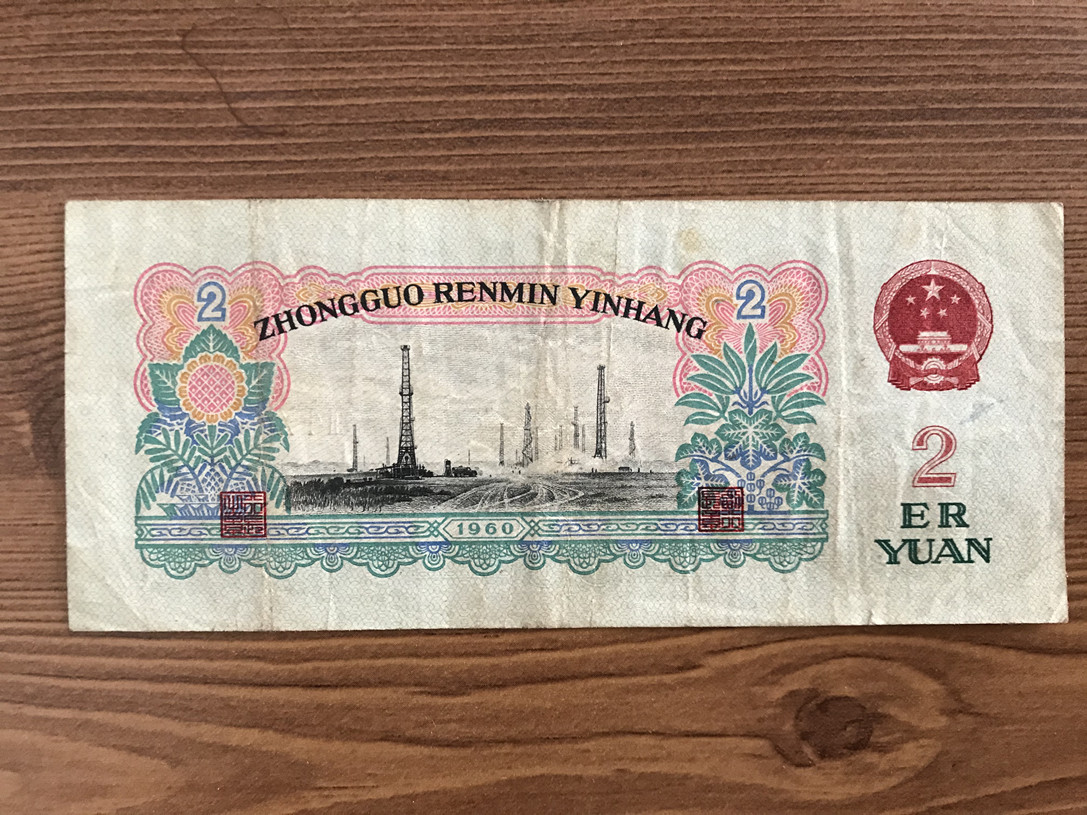 2
2
ZHONGGUO RENMIN YINHANG
1960
2
ER
YUAN